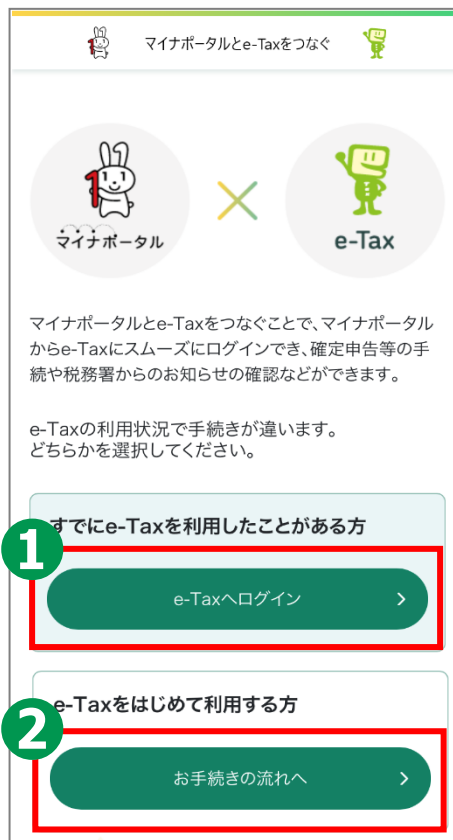 マイナポータルとe-Taxをつなぐ
1
マイナポータル
e-Tax
マイナポータルとe-Taxをつなぐことで、マイナポータル
からe-Taxにスムーズにログインでき、確定申告等の手
続や税務署からのお知らせの確認などができます。
e-Taxの利用状況で手続きが違います。
どちらかを選択してください。
すでにe-Taxを利用したことがある方
1
e-Taxへログイン
e-Taxをはじめて利用する方
2
お手続きの流れへ